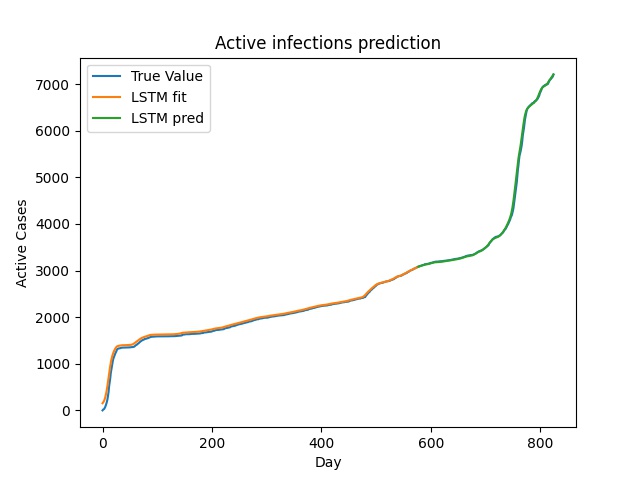 Active infections prediction
True Value
LSTM fit
LSTM pred
7000
6000
5000
4000
3000
2000
1000
0
Active Cases
0 200 400 600 800
Day